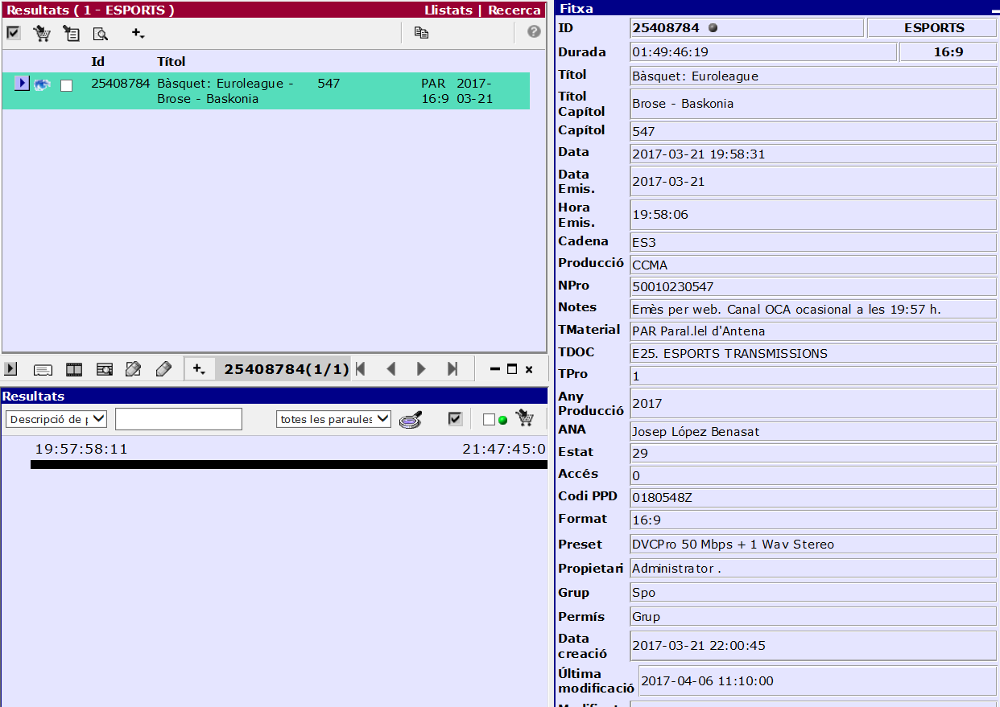 Resultats ( 1 - ESPORTS ) Llistats | Recerca
Id Títol
25408784 Bàsquet: Euroleague - 547 PAR 2017-
Brose - Baskonia 16:9 03-21
25408784(1/1)
Resultats
Descripció de p totes les paraules
19:57:58:11 21:47:45:0
Fitxa
ID 25408784 ESPORTS
Durada 01:49:46:19 16:9
Títol Bàsquet: Euroleague
Títol
Capítol Brose - Baskonia
Capítol 547
Data 2017-03-21 19:58:31
Data
Emis. 2017-03-21
Hora
Emis. 19:58:06
Cadena ES3
Producció CCMA
NPro 50010230547
Notes Emès per web. Canal OCA ocasional a les 19:57 h.
TMaterial PAR Paral.lel d'Antena
TDOC E25. ESPORTS TRANSMISSIONS
TPro 1
Any
Producció 2017
ANA Josep López Benasat
Estat 29
Accés 0
Codi PPD 0180548Z
Format 16:9
Preset DVCPro 50 Mbps + 1 Wav Stereo
Propietari Administrator .
Grup Spo
Permís Grup
Data
creació 2017-03-21 22:00:45
Última
modificació 2017-04-06 11:10:00